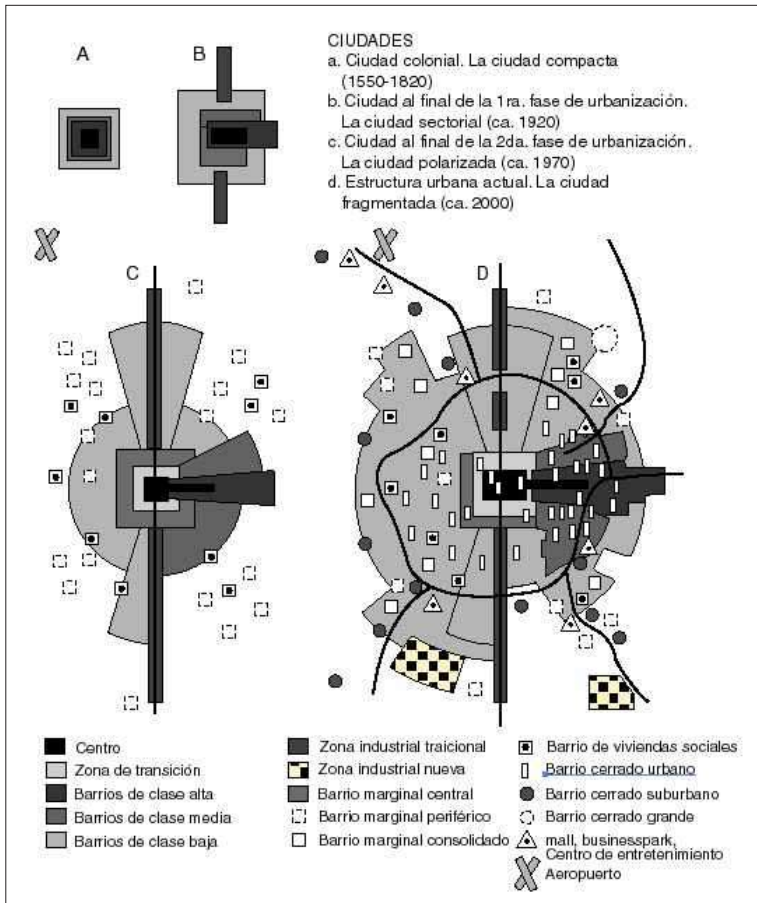 CIUDADES
a. Ciudad colonial. La ciudad compacta
(1550-1820)
b. Ciudad al final de la 1ra. fase de urbanización.
La ciudad sectorial (ca. 1920)
c. Ciudad al final de la 2da. fase de urbanización.
La ciudad polarizada (ca. 1970)
d. Estructura urbana actual. La ciudad
fragmentada (ca. 2000)
A
B
C
D
Centro
Zona de transición
Barrios de clase alta
Barrios de clase media
Barrios de clase baja
Zona industrial traicional
Zona industrial nueva
Barrio marginal central
Barrio marginal periférico
Barrio marginal consolidado
Barrio de viviendas sociales
Barrio cerrado urbano
Barrio cerrado suburbano
Barrio cerrado grande
mall, businesspark,
Centro de entretenimiento
Aeropuerto